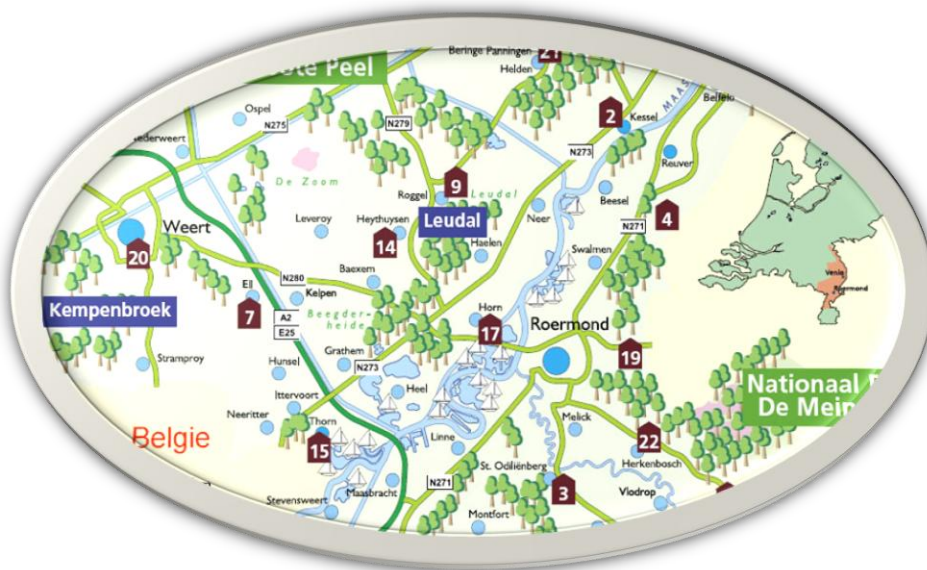 Beringe Panningen
21
te Peel
Helden
Ospel
N275
N279
2
Kessel
MAAS
Nederweert
N273
Reuver
De Zoom
9
Roggel
Leudal
Leudal
Beesel
4
Leveroy
Heythuysen
Neer
N271
Weert
14
Haelen
Swalmen
20
Baexem
Venlo
Roermond
Ell
N280
Kelpen
Kempenbroek
7
A2
Beegder-
heide
Horn
17
Roermond
E25
Stramproy
Hunsel
Grathem
N273
19
Heel
Nationaal
De Mein
Ittervoort
Neeritter
Thorn
Melick
Belgie
15
Linne
22
Herkenbosch
St. Odiliënberg
N271
3
Vlodrop
Stevensweert
Maasbracht
Montfort